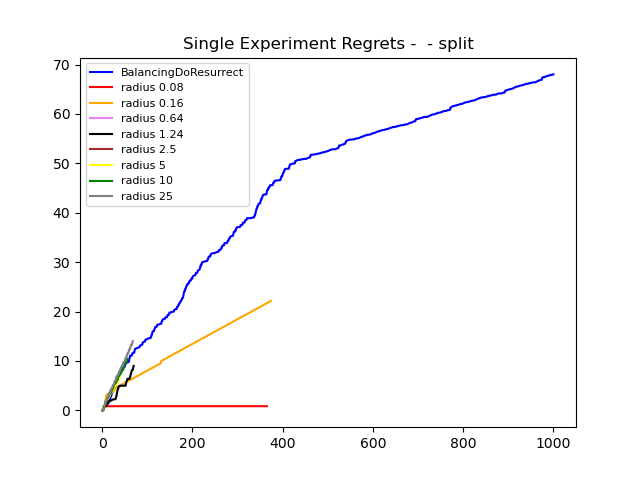 Single Experiment Regrets -  - split
BalancingDoResurrect
radius 0.08
radius 0.16
radius 0.64
radius 1.24
radius 2.5
radius 5
radius 10
radius 25
70
60
50
40
30
20
10
0
0 200 400 600 800 1000